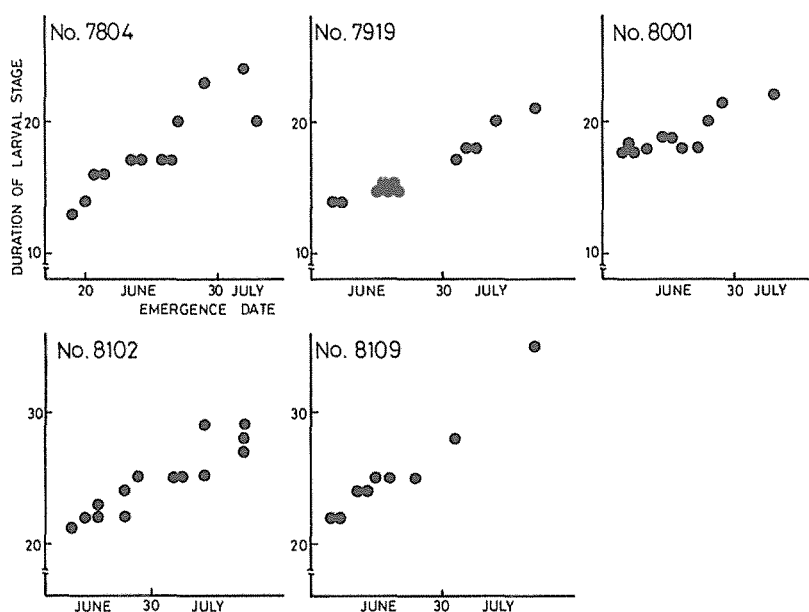 No. 7804
No. 7919
No. 8001
DURATION OF LARVAL STAGE
20
10
20
10
20
10
20 JUNE 30 JULY
EMERGENCE DATE
JUNE 30 JULY
JUNE 30 JULY
No. 8102
No. 8109
30
20
30
20
JUNE 30 JULY
JUNE 30 JULY